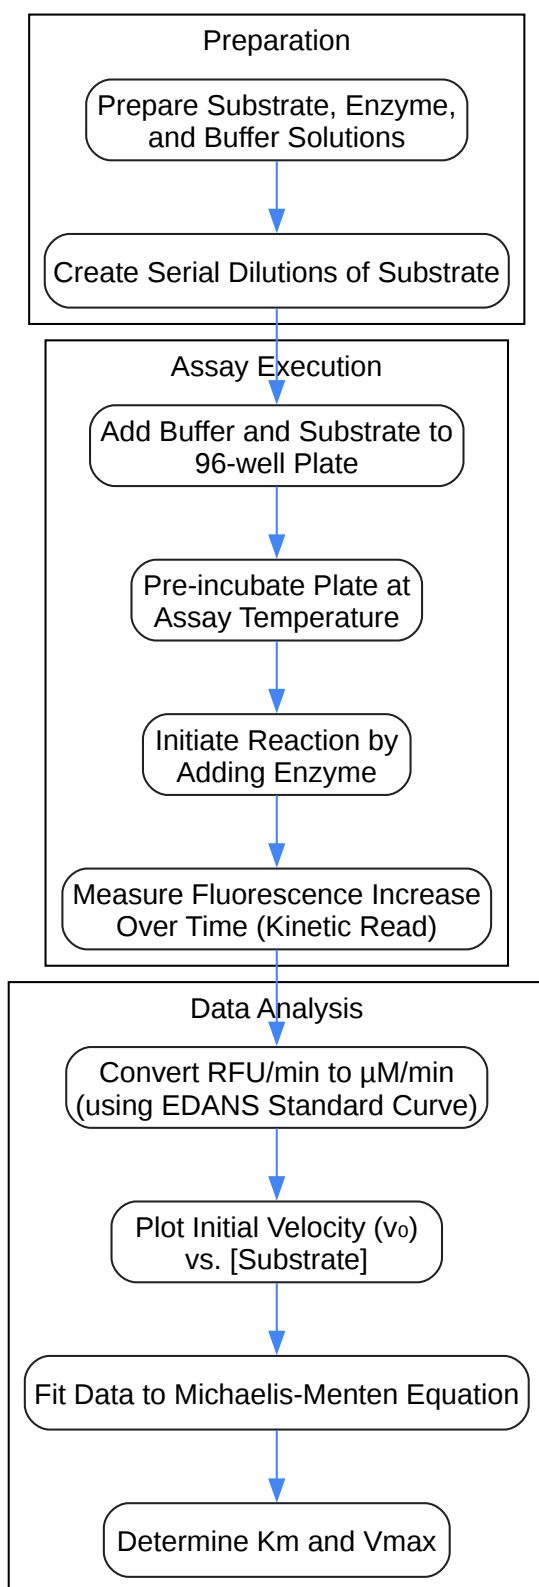 Preparation
Prepare Substrate, Enzyme,
and Buffer Solutions
Create Serial Dilutions of Substrate
Assay Execution
Add Buffer and Substrate to
96-well Plate
Pre-incubate Plate at
Assay Temperature
Initiate Reaction by
Adding Enzyme
Measure Fluorescence Increase
Over Time (Kinetic Read)
Data Analysis
Convert RFU/min to µM/min
(using EDANS Standard Curve)
Plot Initial Velocity (v₀)
vs. [Substrate]
Fit Data to Michaelis-Menten Equation
Determine Km and Vmax